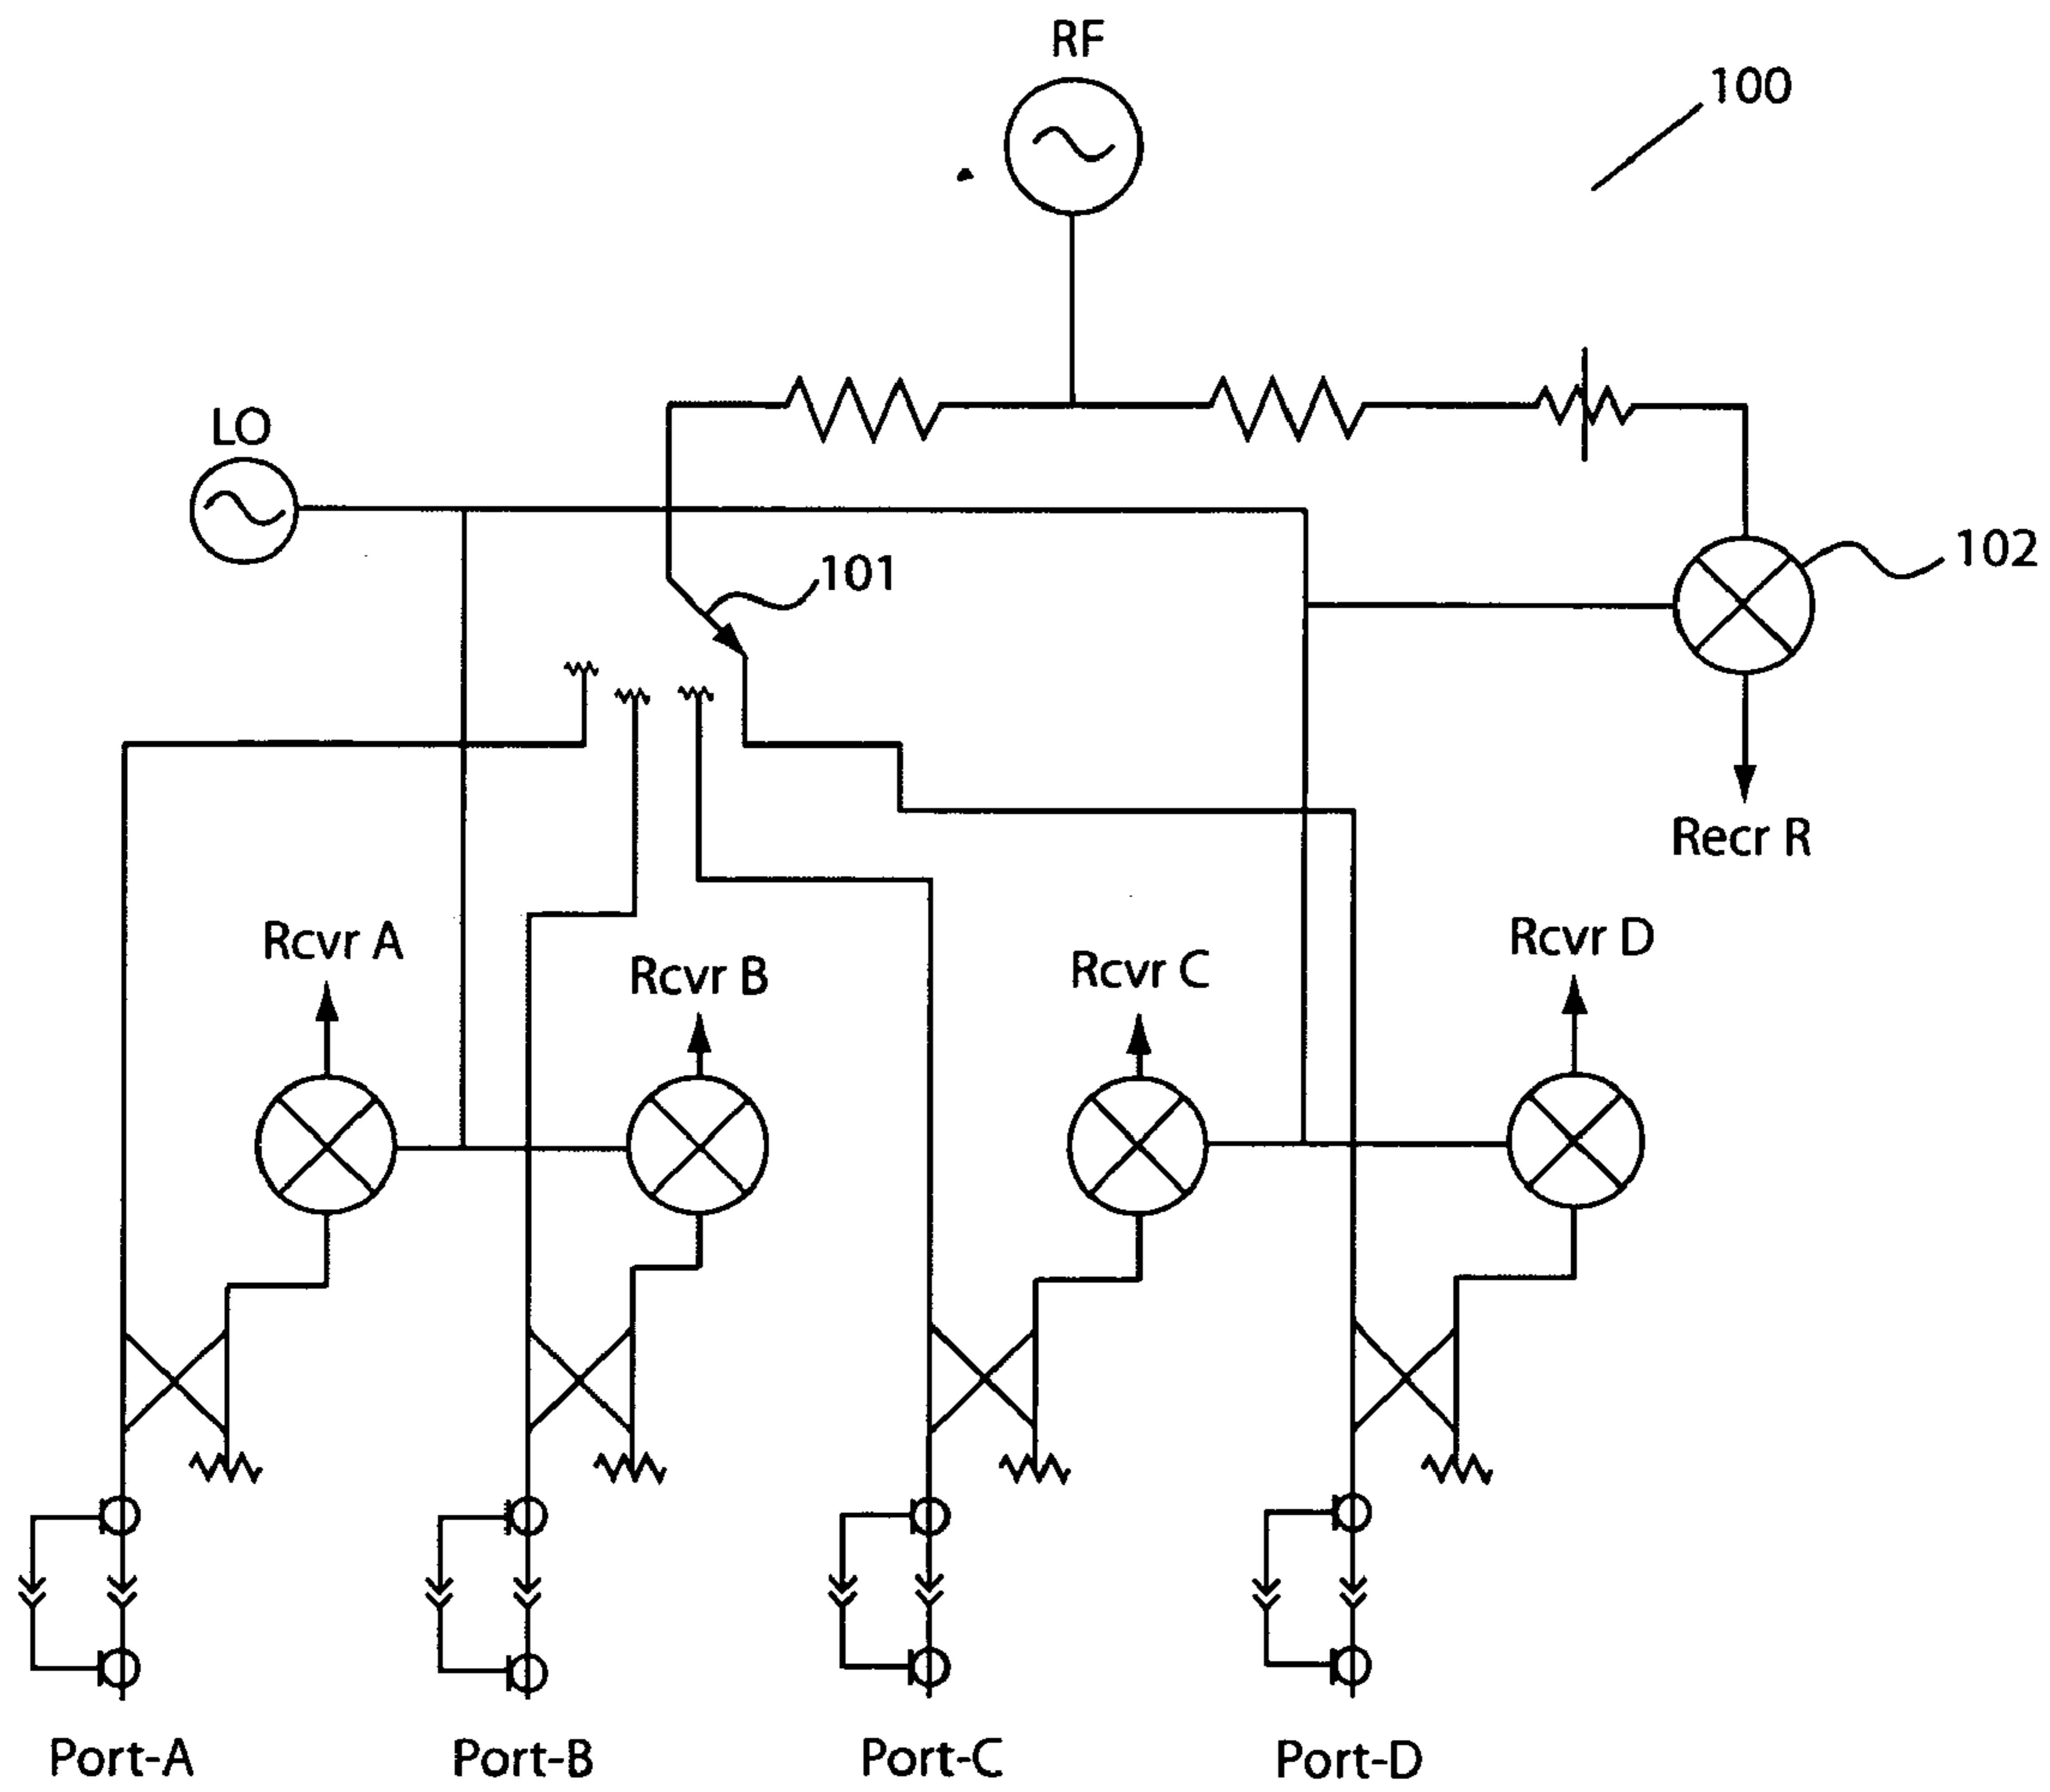 RF
100
LO
101
102
Recr R
Rcvr A
Rcvr B
Rcvr C
Rcvr D
Port-A
Port-B
Port-C
Port-D